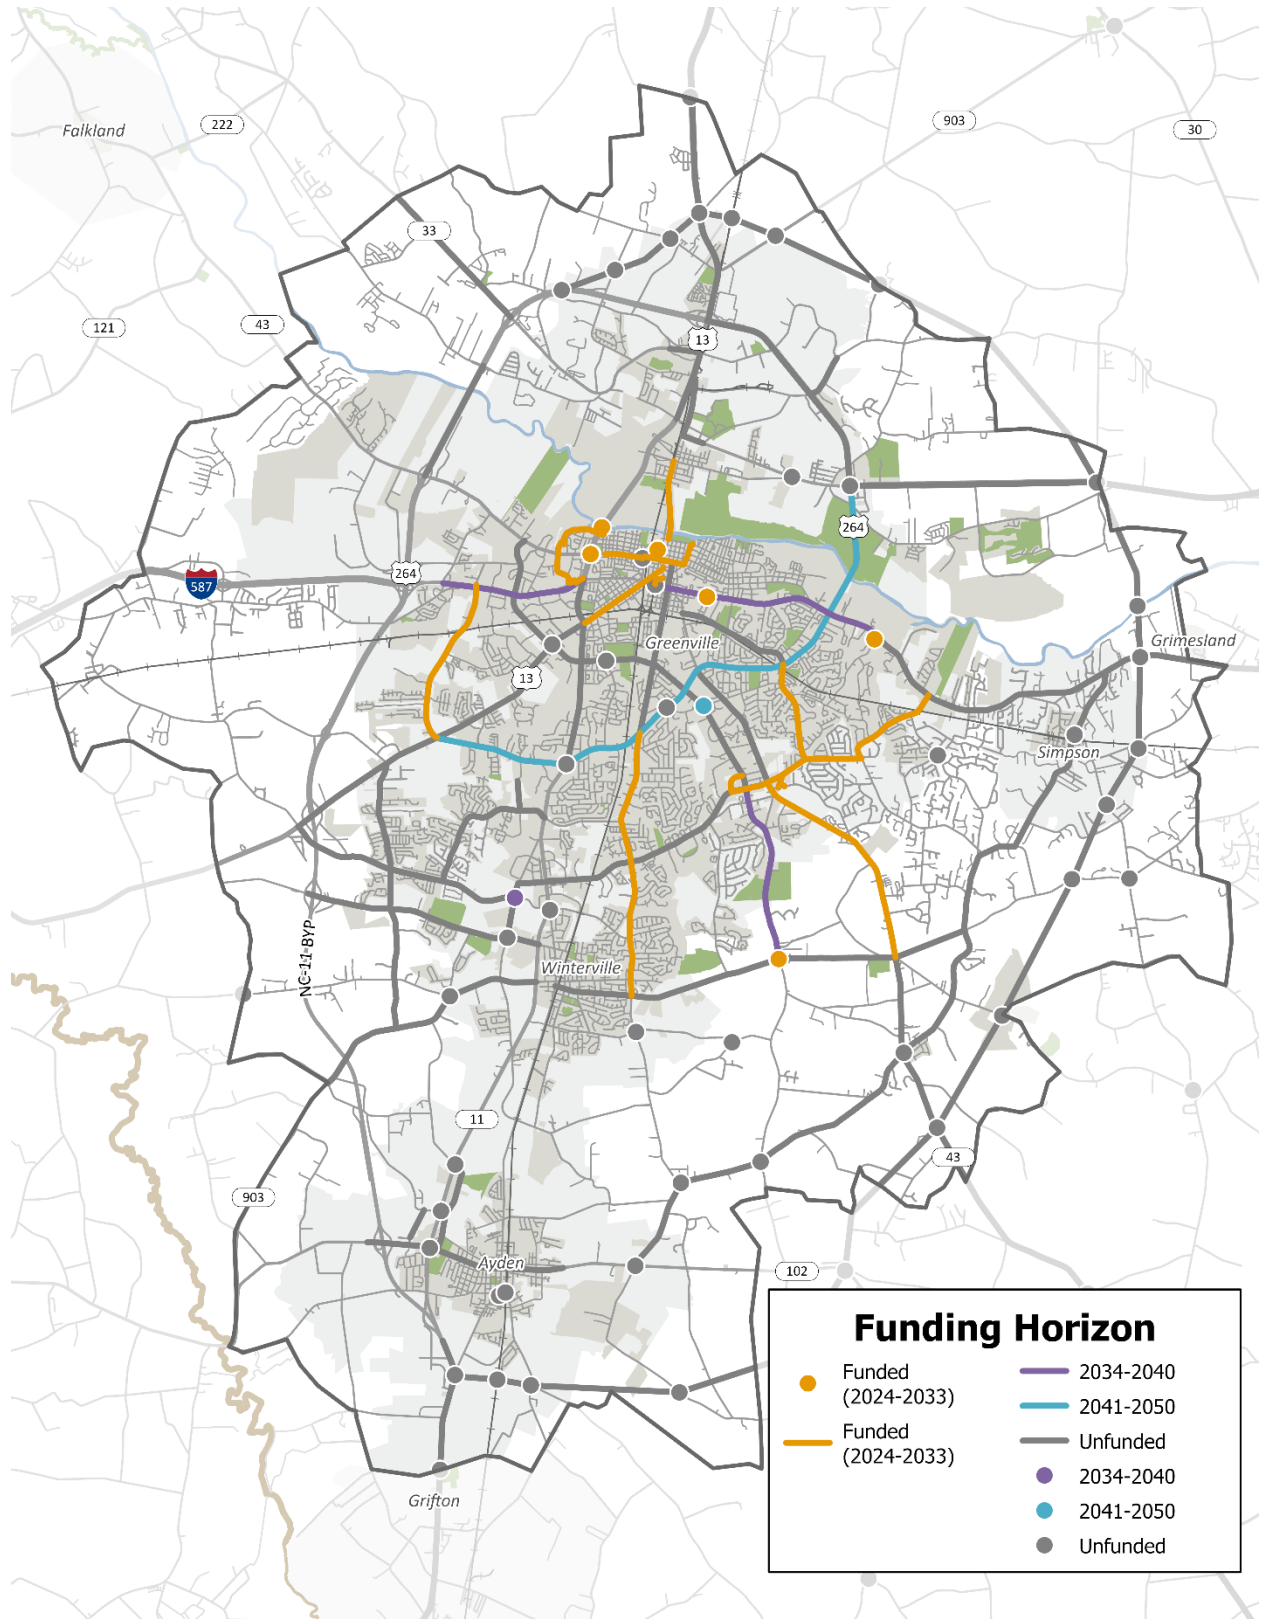 Falkland
222
903
30
33
121
43
13
264
264
587
Greenville
Grimesland
13
Simpson
NC-11-BYP
Winterville
11
43
903
Ayden
102
Grifton
Funding Horizon
Funded
(2024-2033)
Funded
(2024-2033)
2034-2040
2041-2050
Unfunded
2034-2040
2041-2050
Unfunded